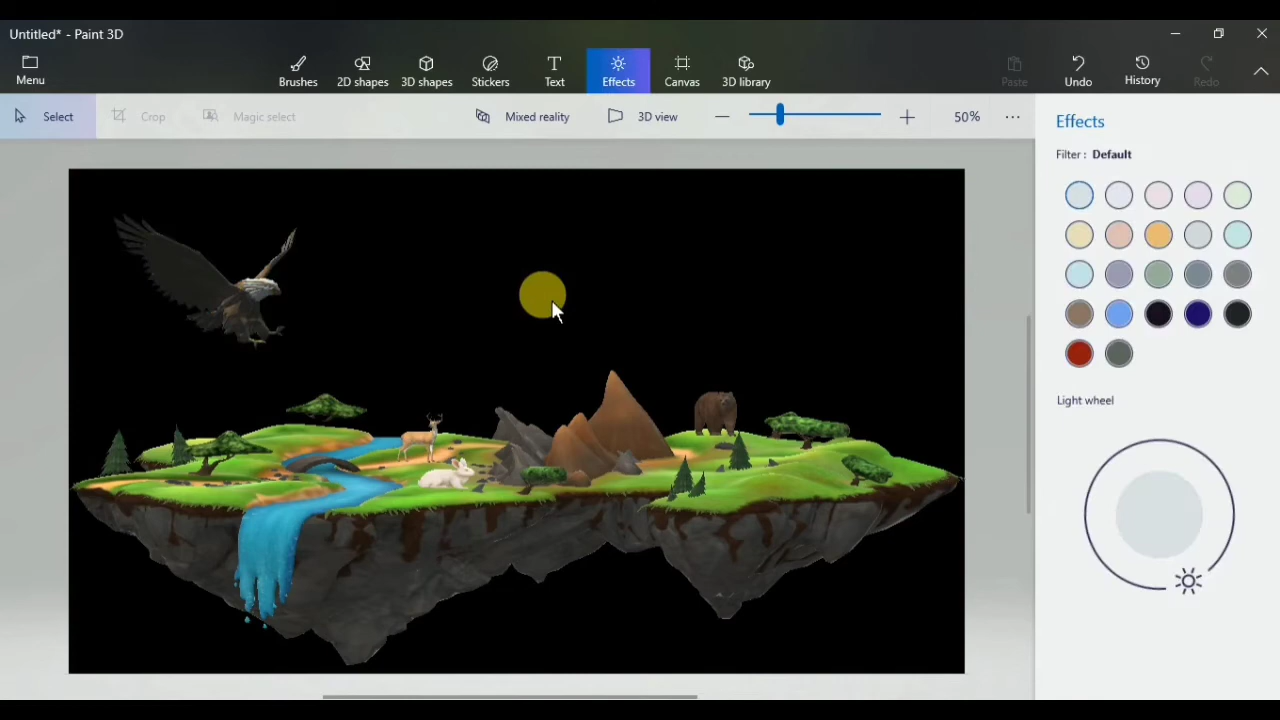 Untitled* - Paint 3D
Menu
Brushes
2D shapes
3D shapes
Stickers
Text
Effects
Canvas
3D library
Paste
Undo
History
Redo
Select
Crop
Magic select
Mixed reality
3D view
50%
Effects
Filter : Default
Light wheel